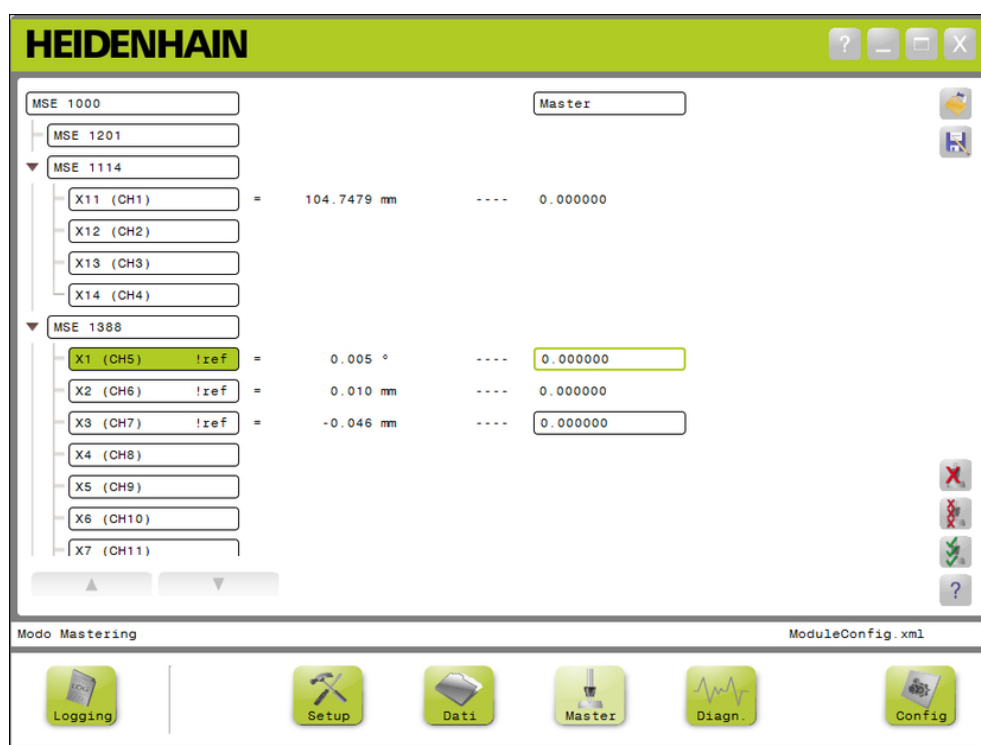 HEIDENHAIN
? _ X
MSE 1000 Master
MSE 1201
MSE 1114
X11 (CH1) = 104.7479 mm ---- 0.000000
X12 (CH2)
X13 (CH3)
X14 (CH4)
MSE 1388
X1 (CH5) !ref = 0.005 ° ---- 0.000000
X2 (CH6) !ref = 0.010 mm ---- 0.000000
X3 (CH7) !ref = -0.046 mm ---- 0.000000
X4 (CH8)
X5 (CH9)
X6 (CH10)
X7 (CH11)
?
Modo Mastering ModuleConfig.xml
LOG
Logging Setup Dati Master Diagn. Config